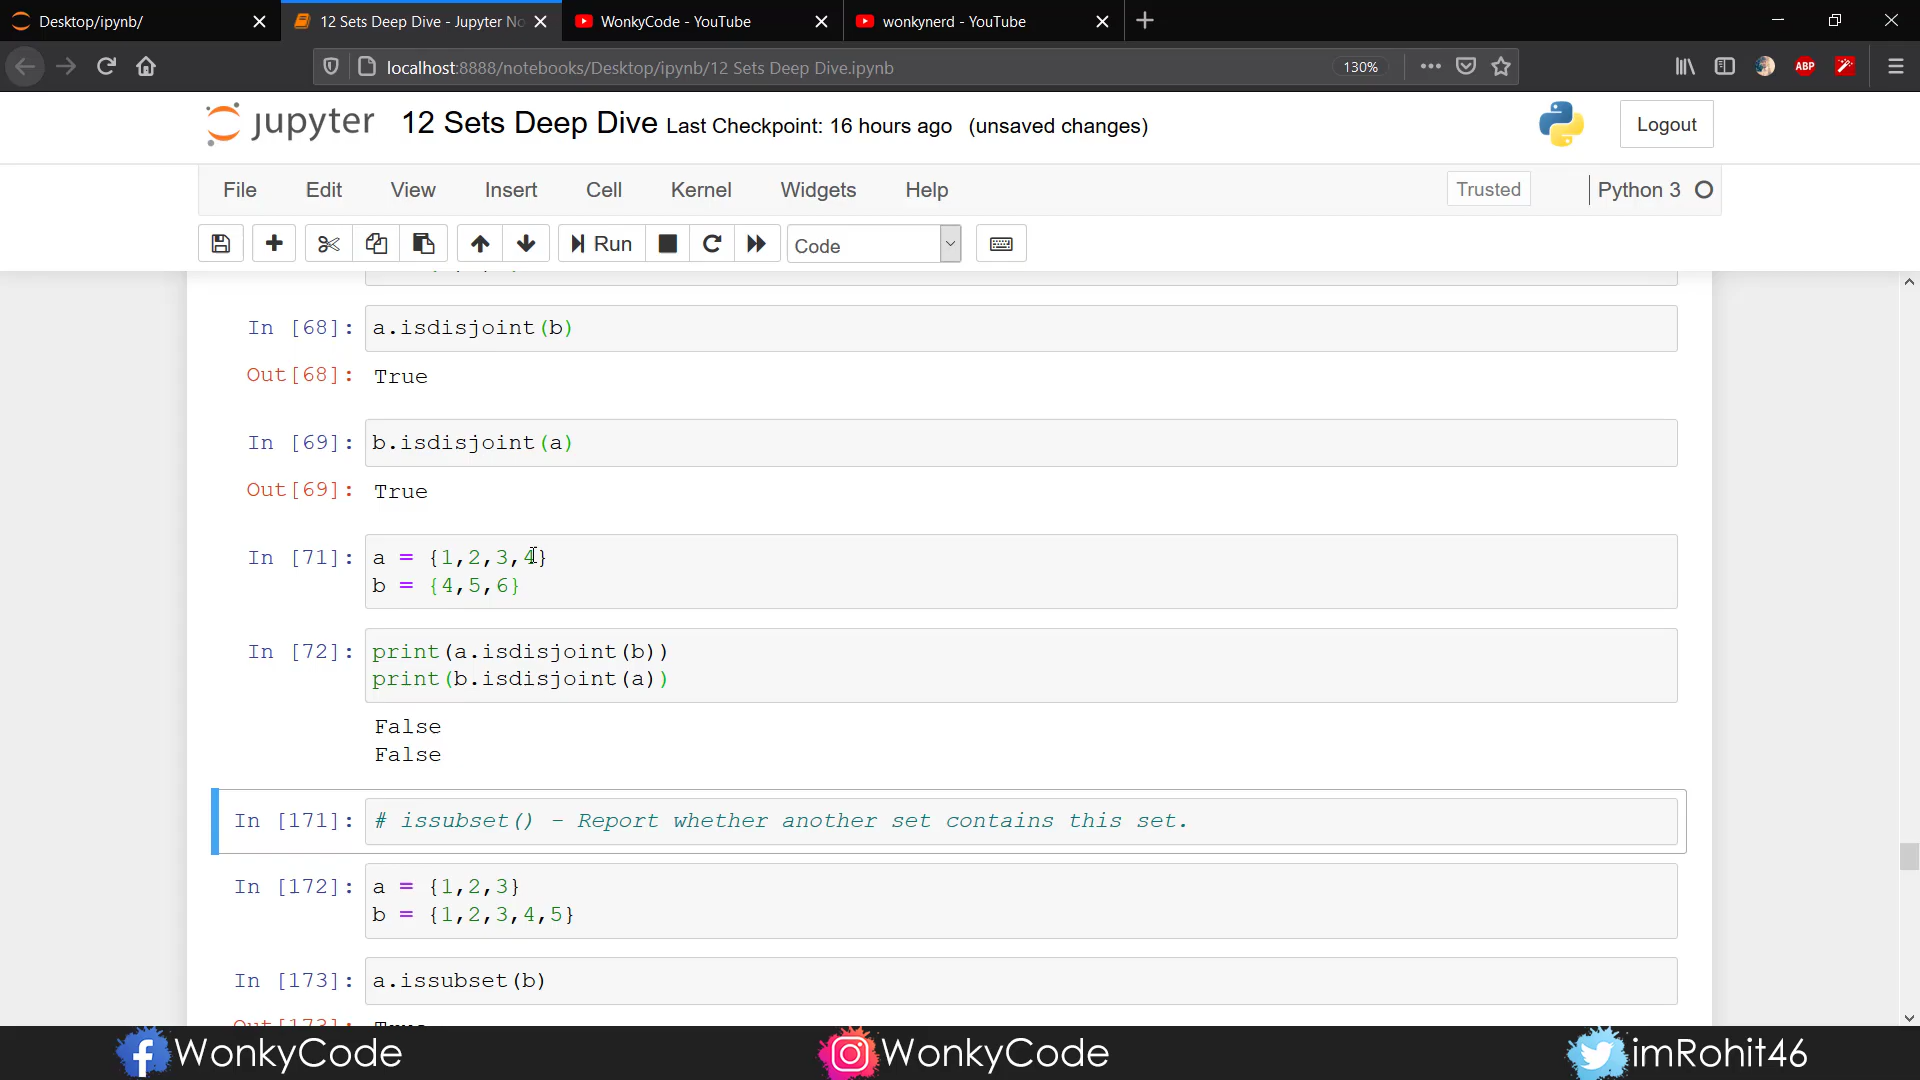 Desktop/ipynb/
12 Sets Deep Dive - Jupyter No
WonkyCode - YouTube
wonkynerd - YouTube
localhost:8888/notebooks/Desktop/ipynb/12 Sets Deep Dive.ipynb
130%
ABP
jupyter
12 Sets Deep Dive Last Checkpoint: 16 hours ago (unsaved changes)
Logout
File Edit View Insert Cell Kernel Widgets Help
Trusted
Python 3
Run
Code
In [68]: a.isdisjoint(b)
Out[68]: True
In [69]: b.isdisjoint(a)
Out[69]: True
In [71]: a = {1,2,3,4}
b = {4,5,6}
In [72]: print(a.isdisjoint(b))
print(b.isdisjoint(a))
False
False
In [171]: # issubset() - Report whether another set contains this set.
In [172]: a = {1,2,3}
b = {1,2,3,4,5}
In [173]: a.issubset(b)
Out[173]: True
WonkyCode
WonkyCode
imRohit46